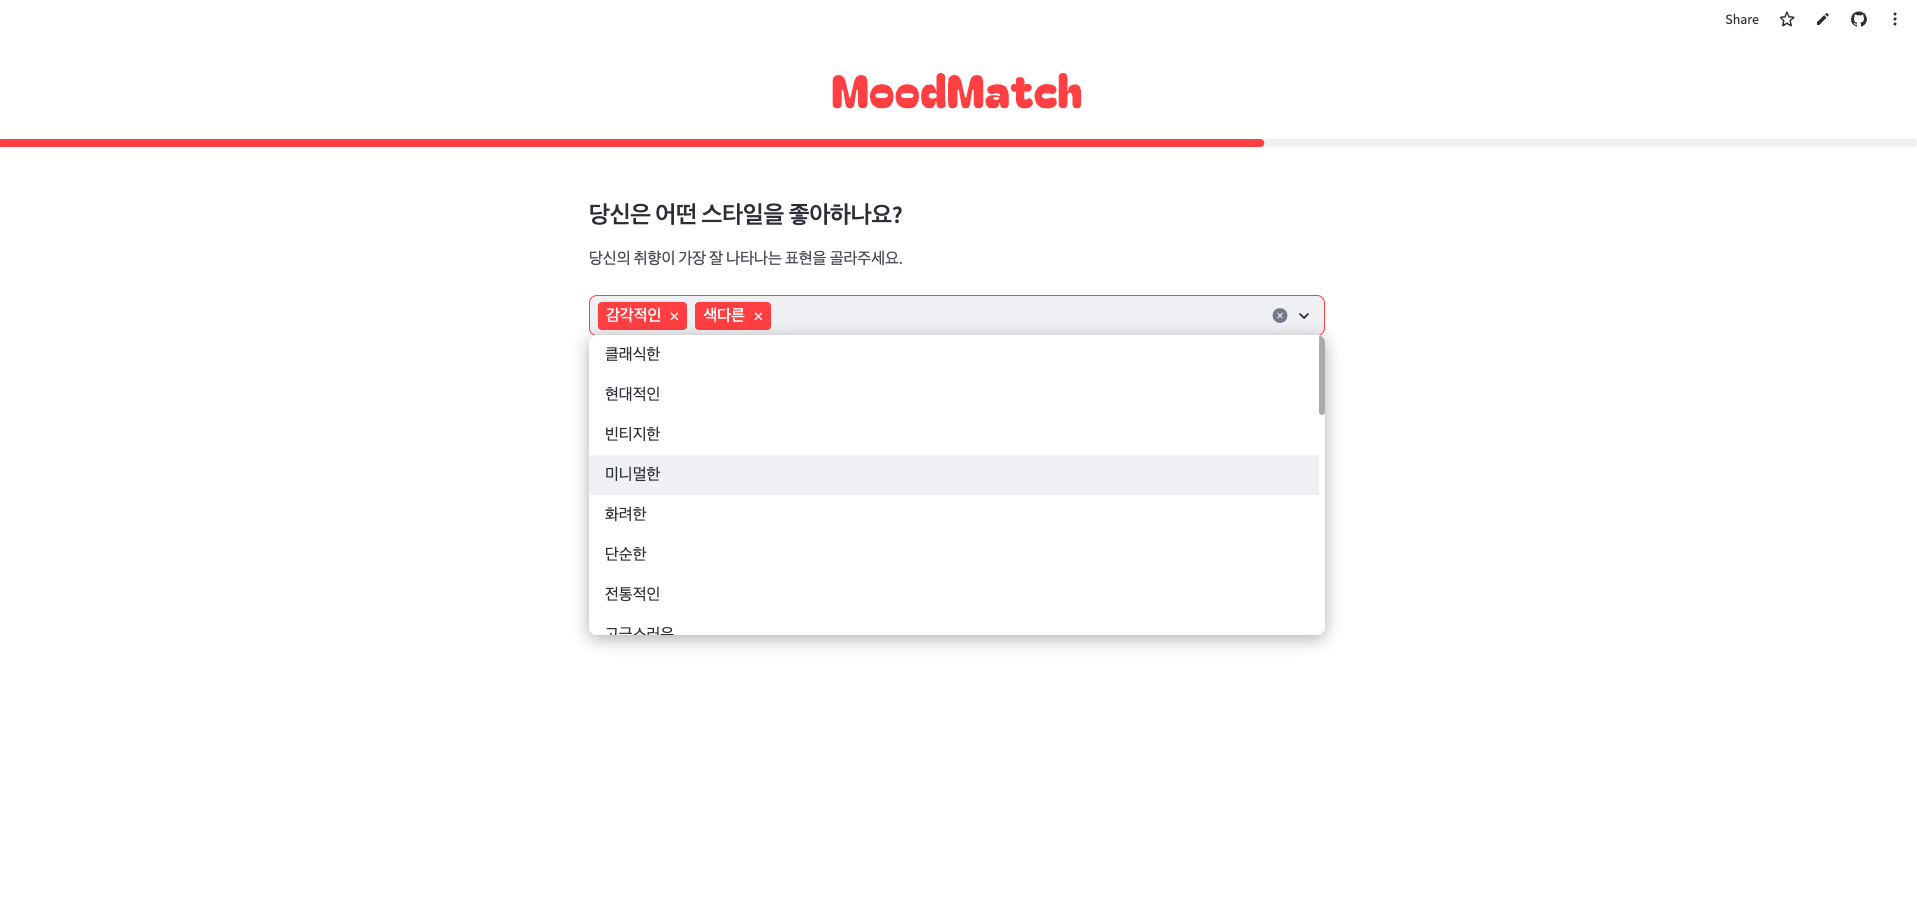 Share
MoodMatch
당신은 어떤 스타일을 좋아하나요?
당신의 취향이 가장 잘 나타나는 표현을 골라주세요.
감각적인 색다른
클래식한
현대적인
빈티지한
미니멀한
화려한
단순한
전통적인